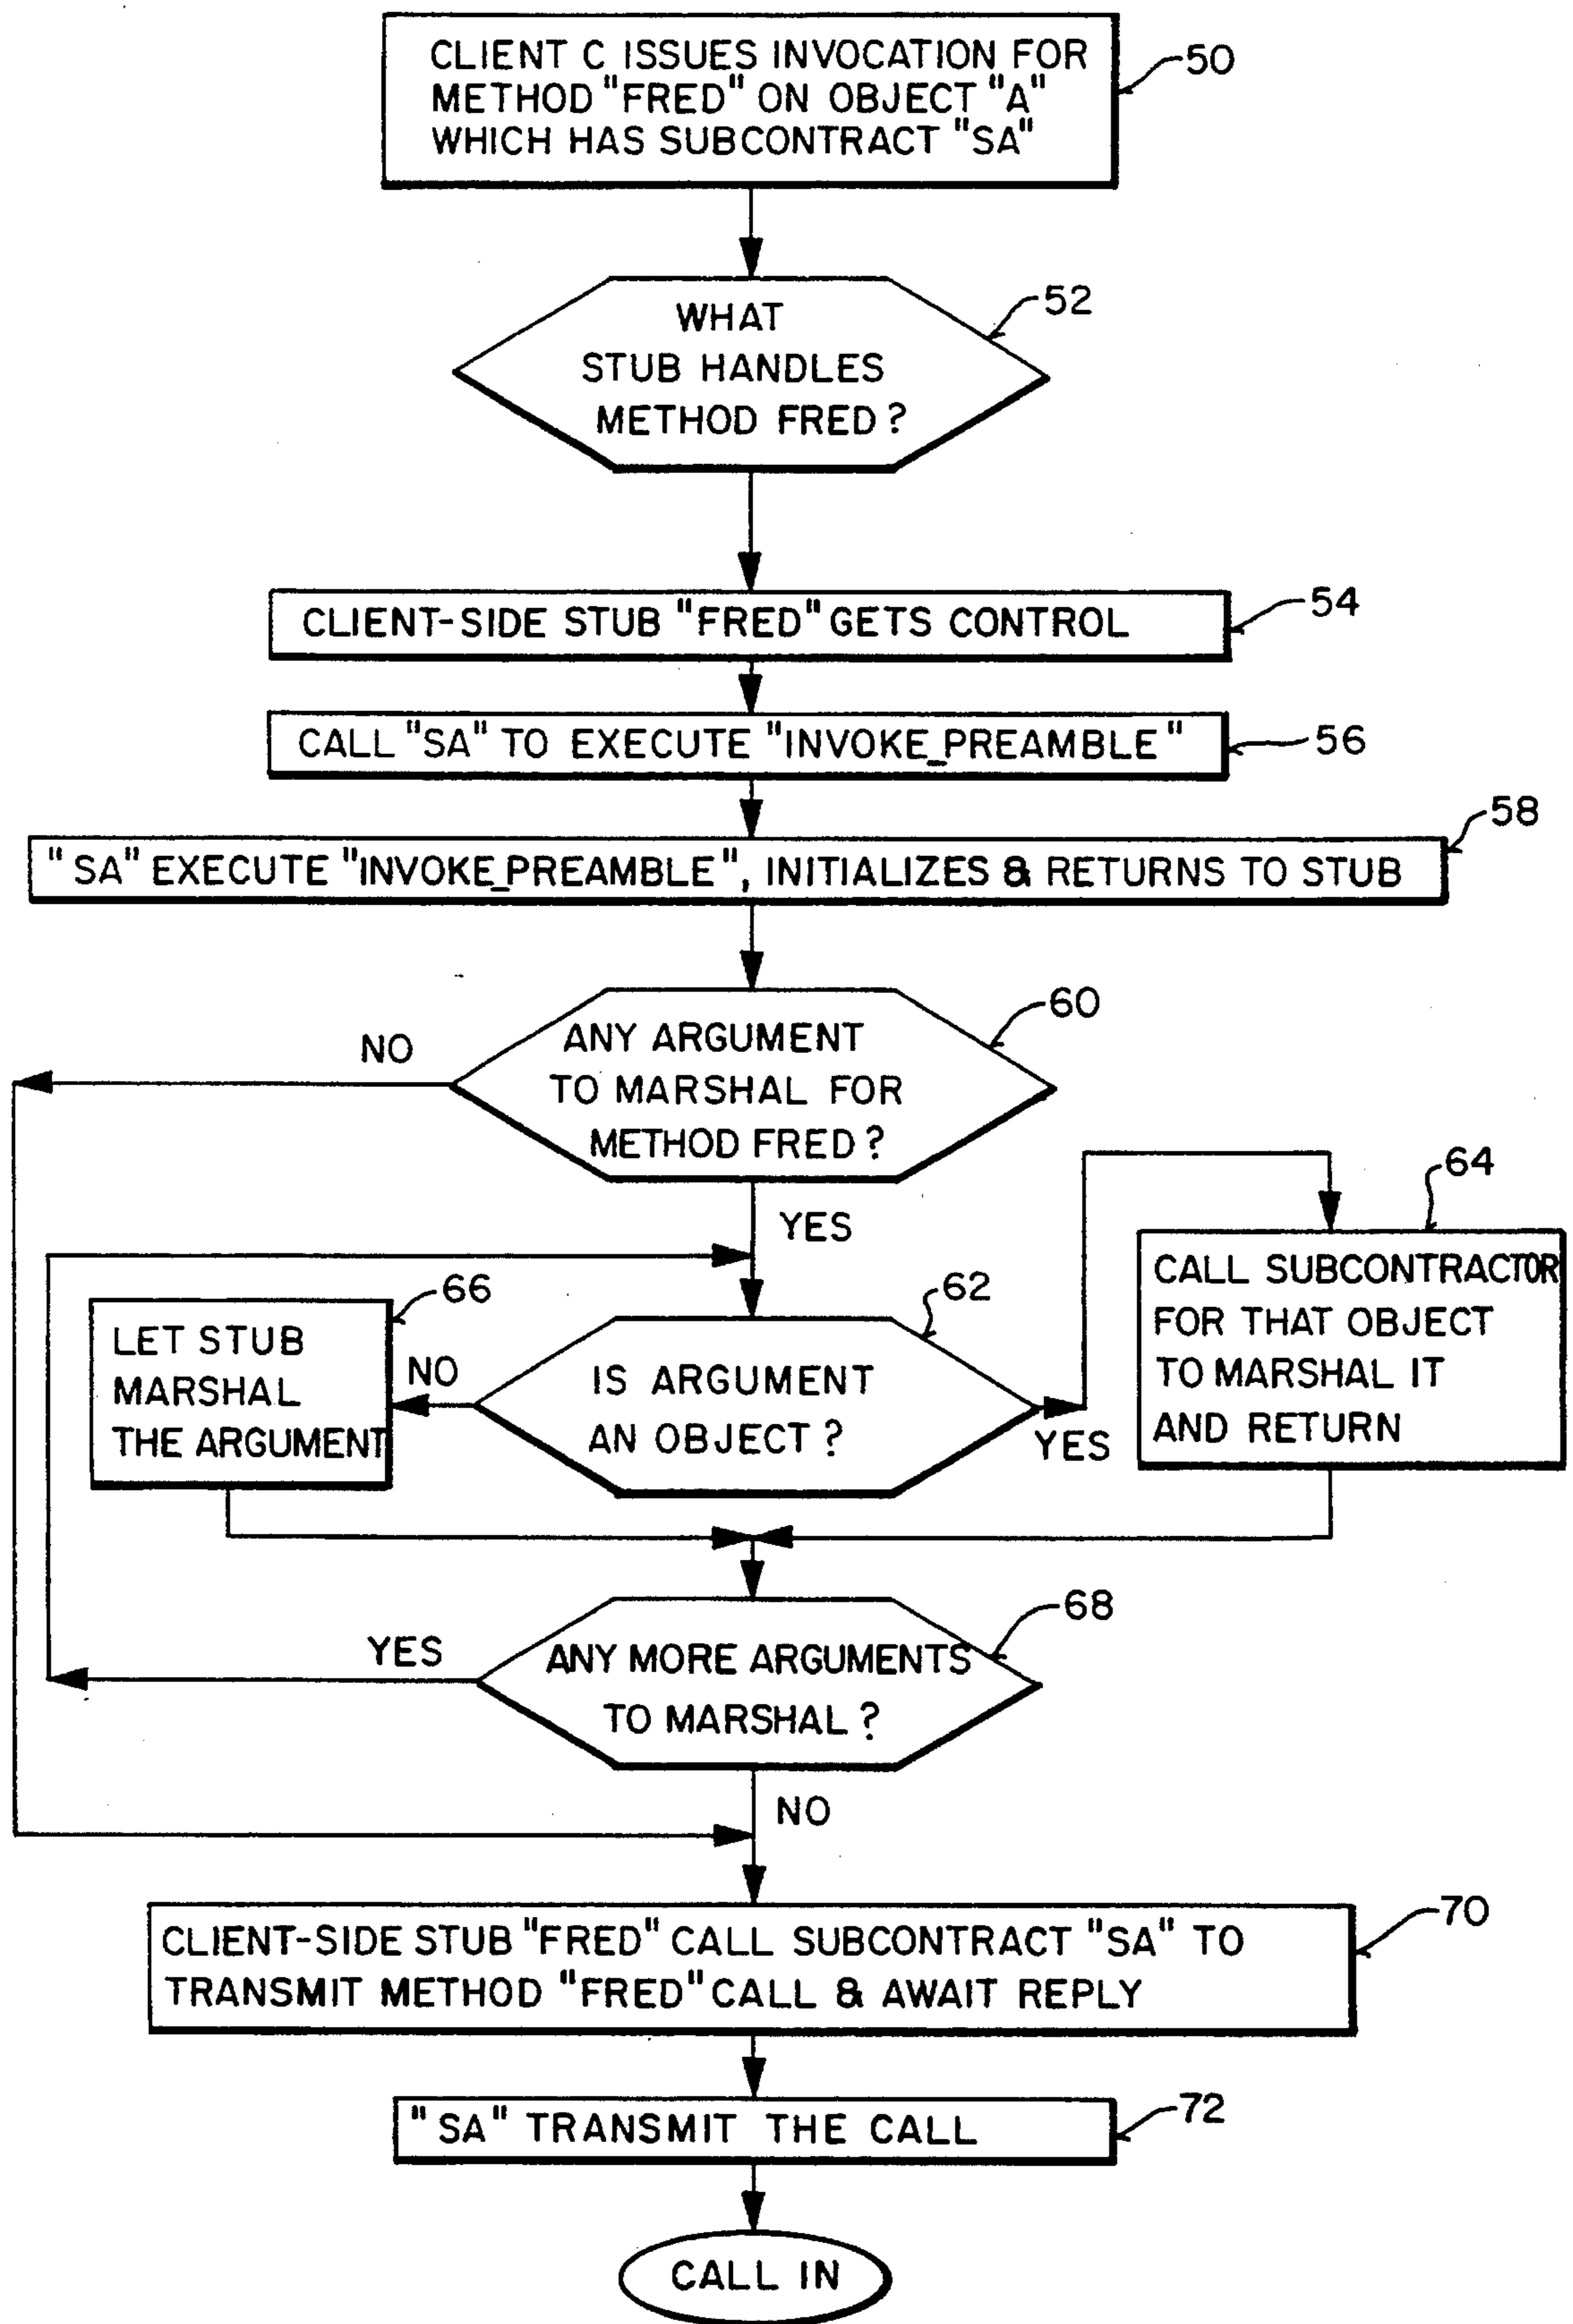 CLIENT C ISSUES INVOCATION FOR
METHOD "FRED" ON OBJECT "A"
WHICH HAS SUBCONTRACT "SA"
50
WHAT
STUB HANDLES
METHOD FRED?
52
CLIENT-SIDE STUB "FRED" GETS CONTROL
54
CALL "SA" TO EXECUTE "INVOKE_PREAMBLE"
56
"SA" EXECUTE "INVOKE_PREAMBLE", INITIALIZES & RETURNS TO STUB
58
ANY ARGUMENT
TO MARSHAL FOR
METHOD FRED?
60
NO
YES
IS ARGUMENT
AN OBJECT?
62
NO
YES
CALL SUBCONTRACTOR
FOR THAT OBJECT
TO MARSHAL IT
AND RETURN
64
LET STUB
MARSHAL
THE ARGUMENT
66
ANY MORE ARGUMENTS
TO MARSHAL?
68
YES
NO
CLIENT-SIDE STUB "FRED" CALL SUBCONTRACT "SA" TO
TRANSMIT METHOD "FRED" CALL & AWAIT REPLY
70
"SA" TRANSMIT THE CALL
72
CALL IN